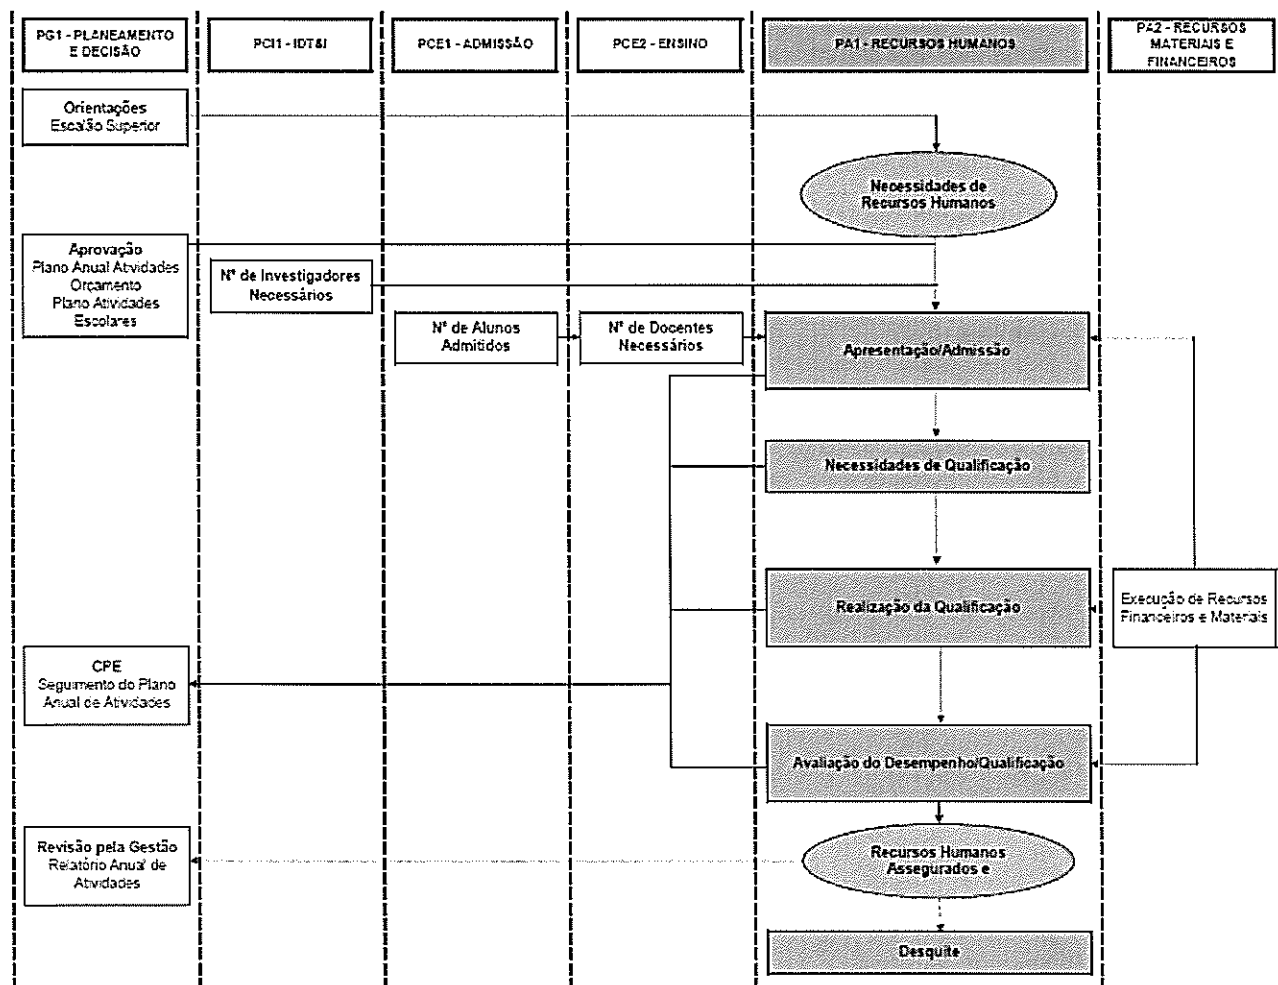 PG1 - PLANEAMENTO
E DECISÃO
PCI1 - IDT&I
PCE1 - ADMISSÃO
PCE2 - ENSINO
PA1 - RECURSOS HUMANOS
PA2 - RECURSOS
MATERIAIS E
FINANCEIROS
Orientações
Escalão Superior
Necessidades de
Recursos Humanos
Aprovação
Plano Anual Atividades
Orçamento
Plano Atividades
Escolares
Nº de Investigadores
Necessários
Nº de Alunos
Admitidos
Nº de Docentes
Necessários
Apresentação/Admissão
Necessidades de Qualificação
Realização da Qualificação
Execução de Recursos
Financeiros e Materiais
CPE
Seguimento do Plano
Anual de Atividades
Avaliação do Desempenho/Qualificação
Revisão pela Gestão
Relatório Anual de
Atividades
Recursos Humanos
Assegurados e
Desquite